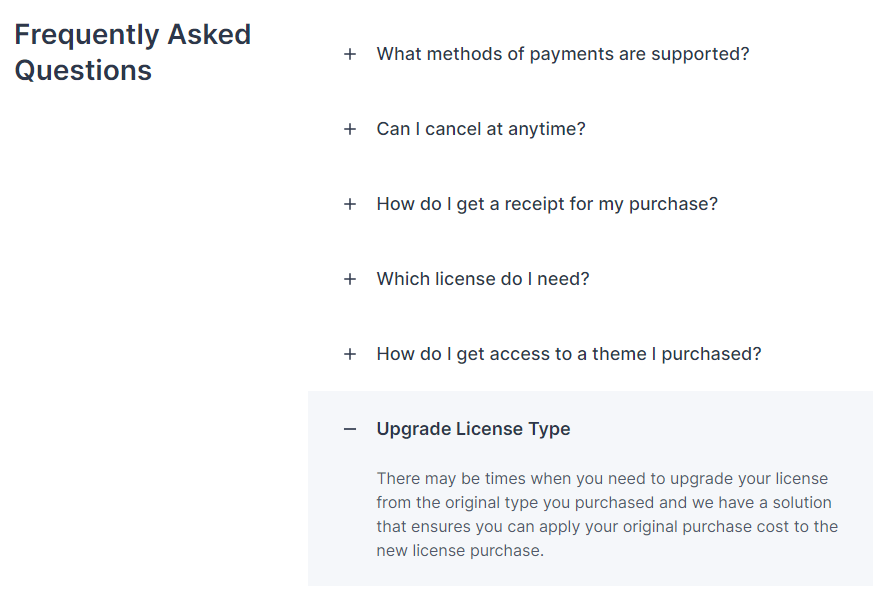 Frequently Asked
Questions
What methods of payments are supported?
Can I cancel at anytime?
How do I get a receipt for my purchase?
Which license do I need?
How do I get access to a theme I purchased?
Upgrade License Type
There may be times when you need to upgrade your license
from the original type you purchased and we have a solution
that ensures you can apply your original purchase cost to the
new license purchase.